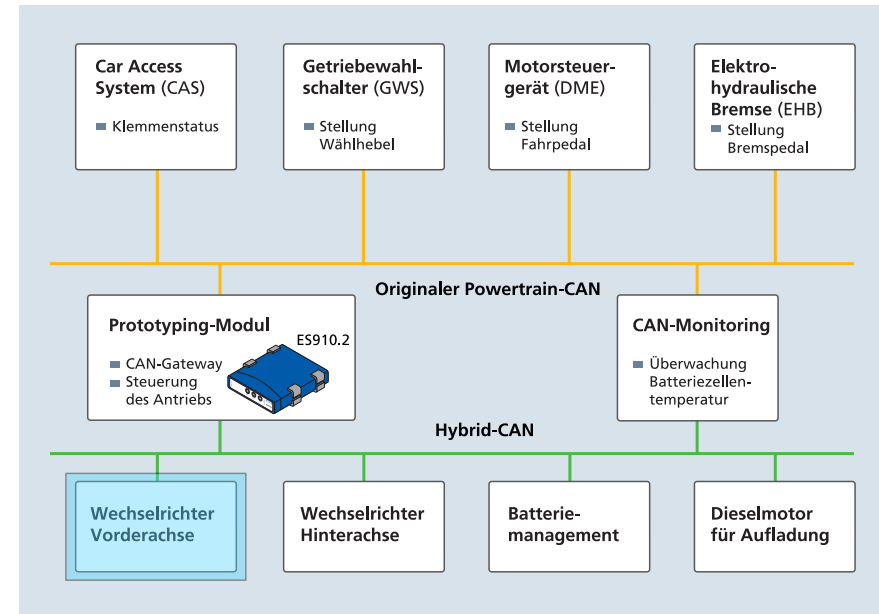 Car Access
System (CAS)
Klemmenstatus
Getriebewahl-
schalter (GWS)
Stellung
Wählhebel
Motorsteuer-
gerät (DME)
Stellung
Fahrpedal
Elektro-
hydraulische
Bremse (EHB)
Stellung
Bremspedal
Originaler Powertrain-CAN
Prototyping-Modul
ES910.2
CAN-Gateway
Steuerung
des Antriebs
CAN-Monitoring
Überwachung
Batteriezellen-
temperatur
Hybrid-CAN
Wechselrichter
Vorderachse
Wechselrichter
Hinterachse
Batterie-
management
Dieselmotor
für Aufladung